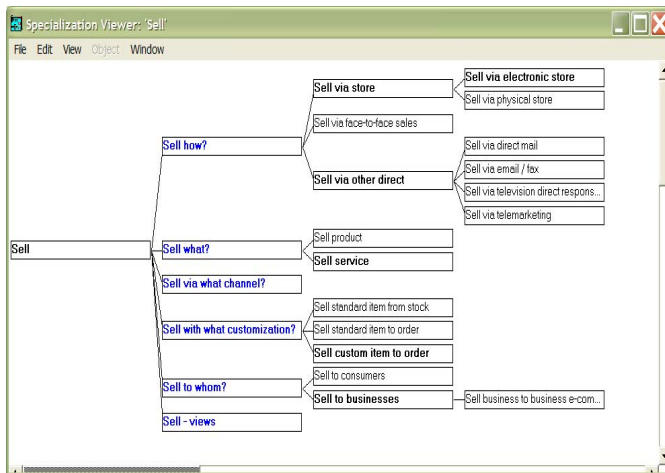 Specialization Viewer: 'Sell'
File Edit View Object Window
Sell
Sell how?
Sell via store
Sell via electronic store
Sell via physical store
Sell via face-to-face sales
Sell via other direct
Sell via direct mail
Sell via email / fax
Sell via television direct respons...
Sell via telemarketing
Sell what?
Sell product
Sell service
Sell via what channel?
Sell with what customization?
Sell standard item from stock
Sell standard item to order
Sell custom item to order
Sell to whom?
Sell to consumers
Sell to businesses
Sell business to business e-com...
Sell - views